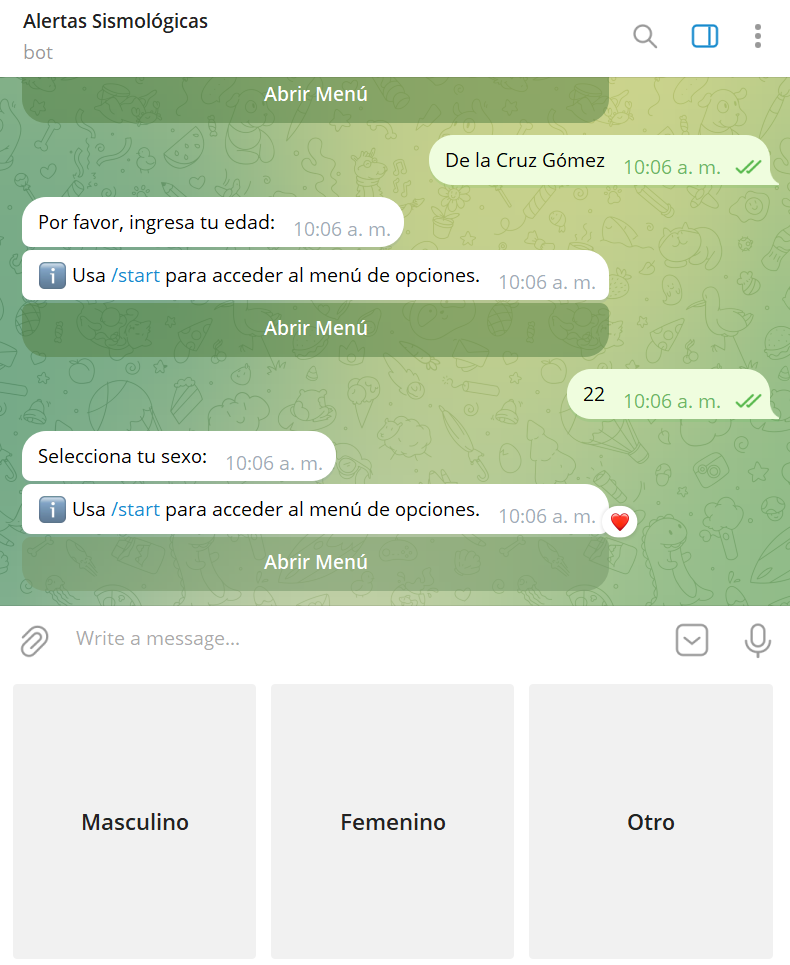 Alertas Sismológicas
bot
Abrir Menú
De la Cruz Gómez 10:06 a. m.
Por favor, ingresa tu edad: 10:06 a. m.
Usa /start para acceder al menú de opciones. 10:06 a. m.
Abrir Menú
22 10:06 a. m.
Selecciona tu sexo: 10:06 a. m.
Usa /start para acceder al menú de opciones. 10:06 a. m.
Abrir Menú
Write a message...
Masculino Femenino Otro